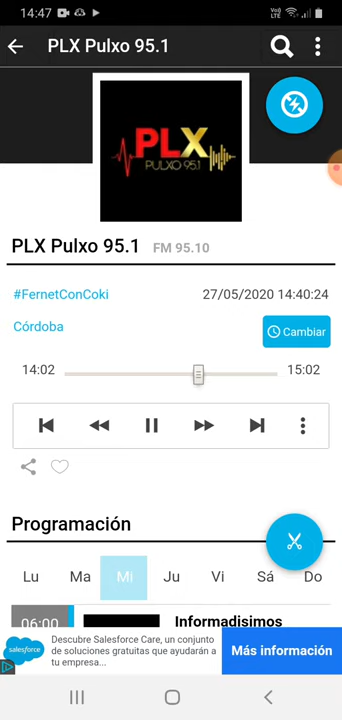 14:47
Vo))
LTE
PLX Pulxo 95.1
PLX
PULXO 95.1
PLX Pulxo 95.1 FM 95.10
#FernetConCoki 27/05/2020 14:40:24
Córdoba Cambiar
14:02 15:02
Programación
Lu Ma Mi Ju Vi Sá Do
06:00 Informadisimos
salesforce
Descubre Salesforce Care, un conjunto
de soluciones gratuitas que ayudarán a
tu empresa...
Más información